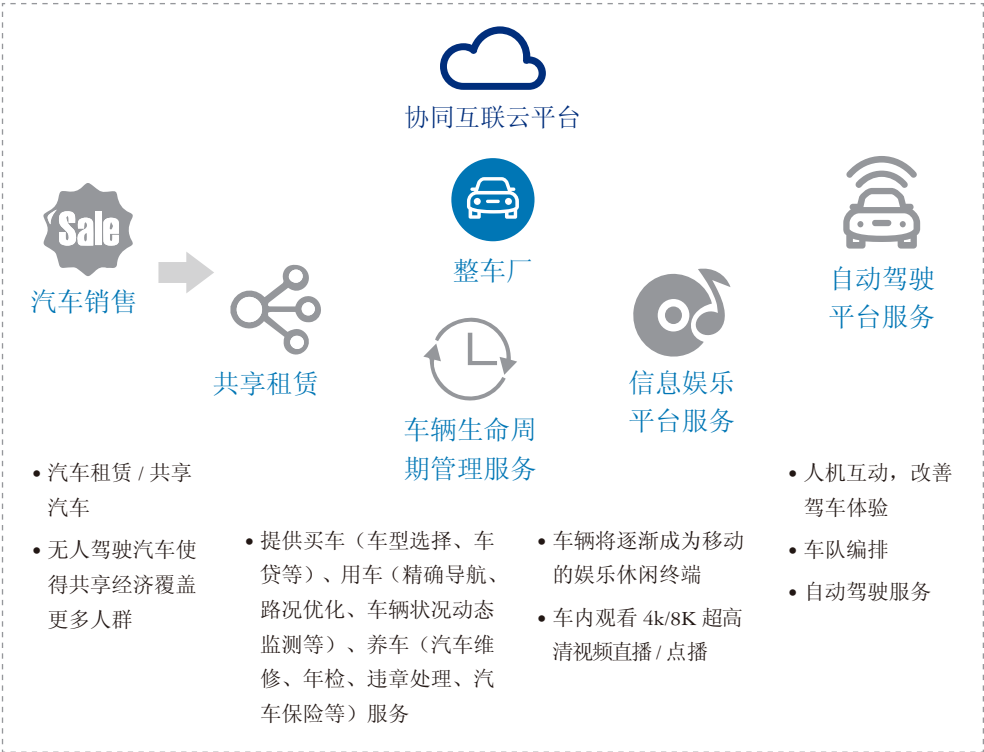 协同互联云平台
整车厂
Sale
汽车销售
共享租赁
车辆生命周
期管理服务
信息娱乐
平台服务
自动驾驶
平台服务
• 汽车租赁 / 共享
汽车
• 无人驾驶汽车使
得共享经济覆盖
更多人群
• 提供买车（车型选择、车
贷等）、用车（精确导航、
路况优化、车辆状况动态
监测等）、养车（汽车维
修、年检、违章处理、汽
车保险等）服务
• 车辆将逐渐成为移动
的娱乐休闲终端
• 车内观看 4k/8K 超高
清视频直播 / 点播
• 人机互动，改善
驾车体验
• 车队编排
• 自动驾驶服务